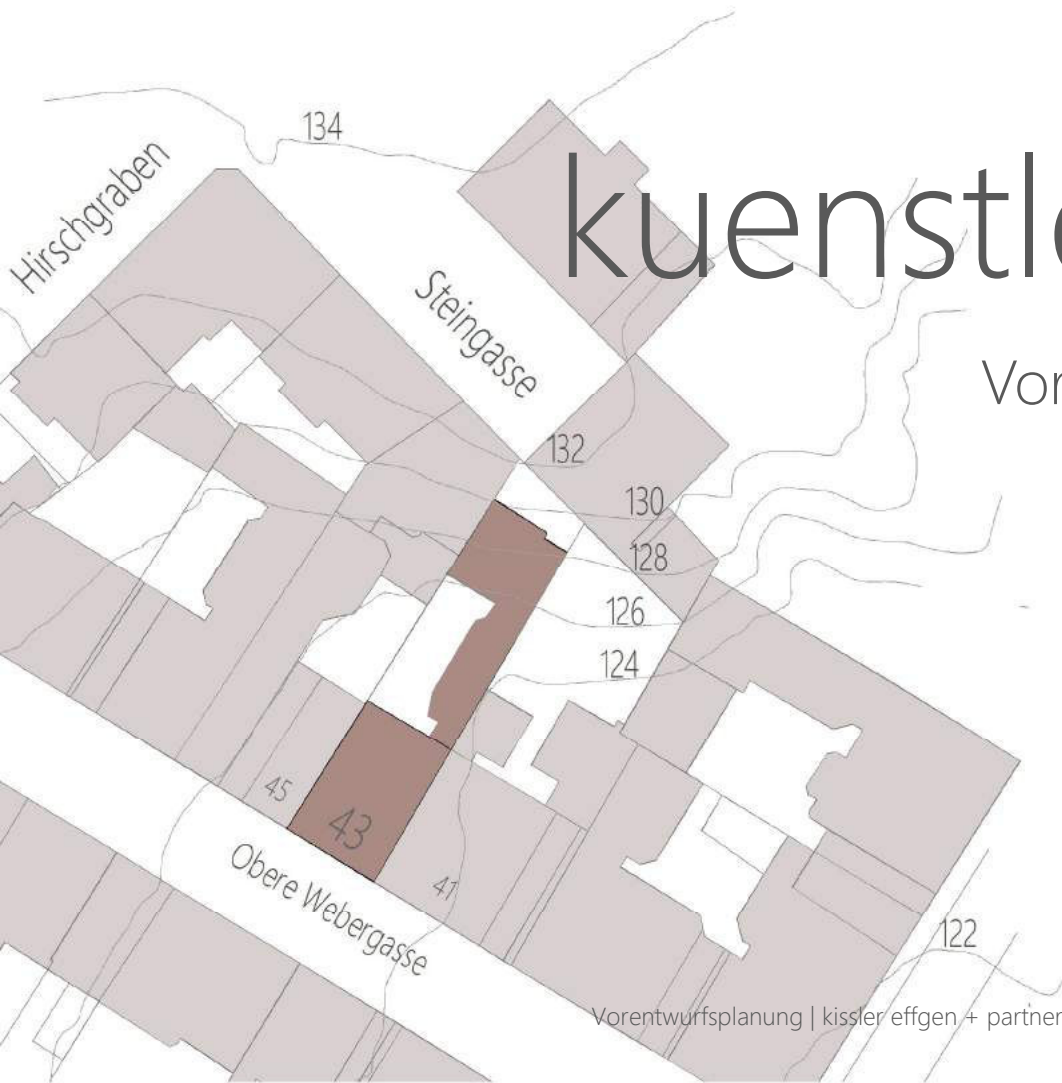 134
Hirschgraben
kuenstle
Steingasse
Vor
132
130
128
126
124
45
43
41
Obere Webergasse
122
Vorentwurfsplanung | kissler effgen + partner